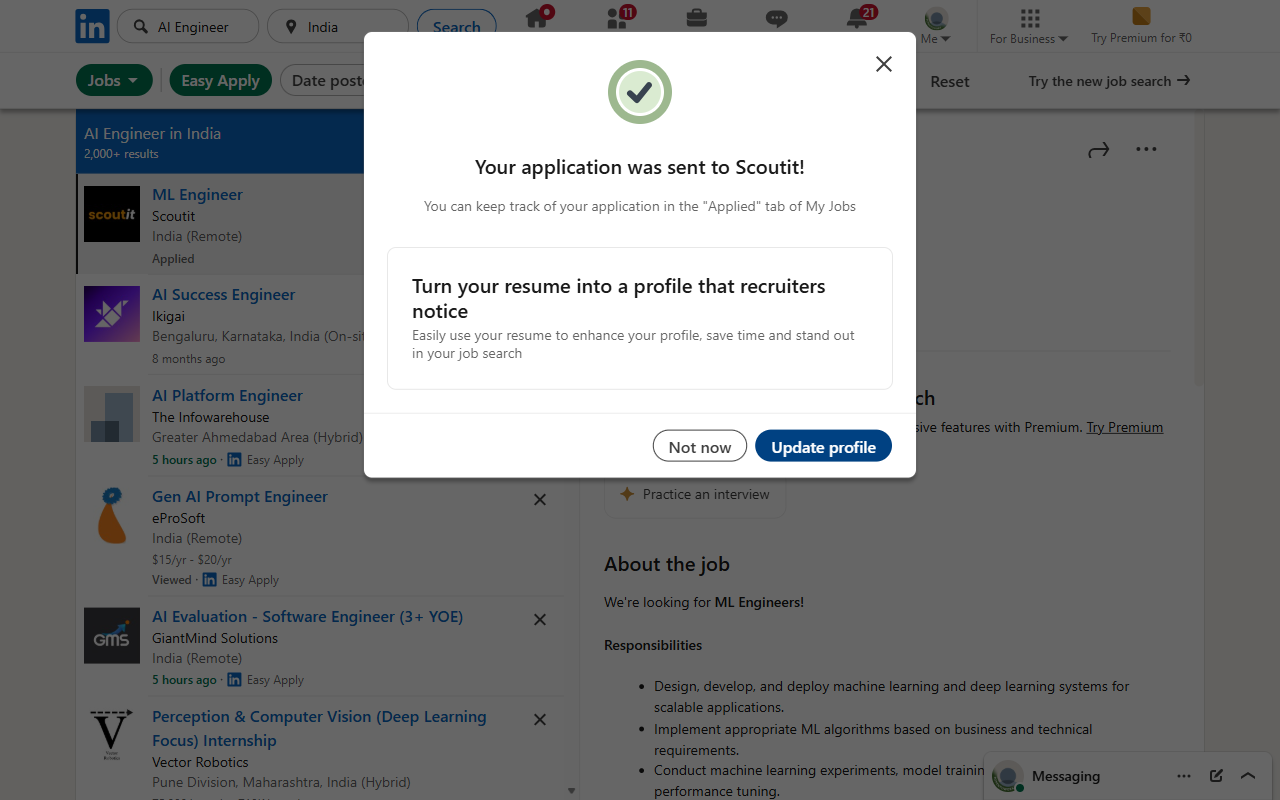 in
AI Engineer
India
Search
11
21
Me
For Business
Try Premium for ₹0
Jobs
Easy Apply
Reset
Try the new job search
AI Engineer in India
2,000+ results
scoutit
ML Engineer
Scoutit
India (Remote)
Applied
AI Success Engineer
Ikigai
Bengaluru, Karnataka, India
8 months ago
AI Platform Engineer
The Infowarehouse
Greater Ahmedabad Area (Hybrid)
5 hours ago · in Easy Apply
Gen AI Prompt Engineer
eProSoft
India (Remote)
$15/yr - $20/yr
Viewed · in Easy Apply
GMS
AI Evaluation - Software Engineer (3+ YOE)
GiantMind Solutions
India (Remote)
5 hours ago · in Easy Apply
Perception & Computer Vision (Deep Learning
Focus) Internship
Vector Robotics
Pune Division, Maharashtra, India (Hybrid)
Your application was sent to Scoutit!
You can keep track of your application in the "Applied" tab of My Jobs
Turn your resume into a profile that recruiters
notice
Easily use your resume to enhance your profile, save time and stand out
in your job search
Not now
Update profile
features with Premium. Try Premium
Practice an interview
About the job
We're looking for ML Engineers!
Responsibilities
• Design, develop, and deploy machine learning and deep learning systems for
scalable applications.
• Implement appropriate ML algorithms based on business and technical
requirements.
• Conduct machine learning experiments, model
performance tuning.
Messaging